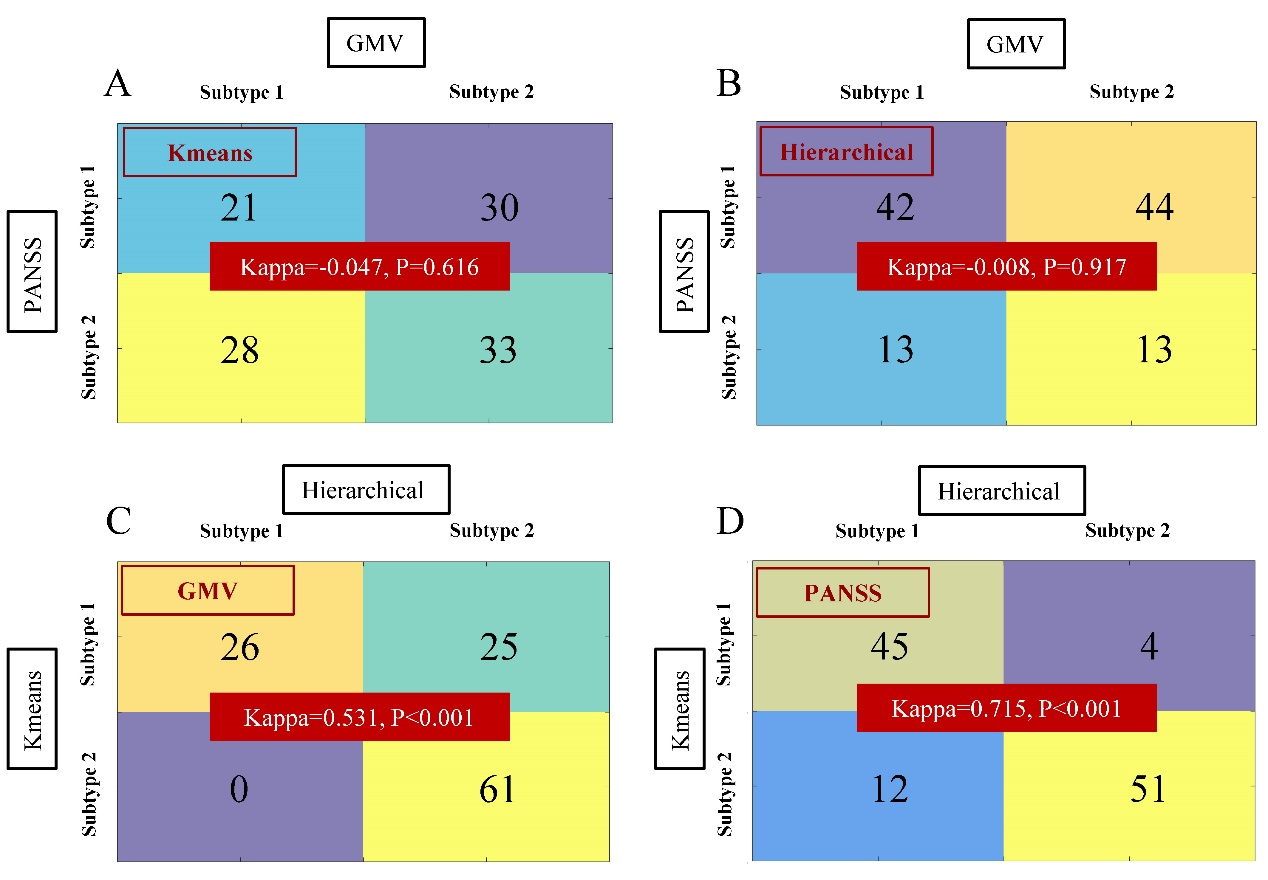 GMV
A
Subtype 1
Subtype 2
Kmeans
PANSS
Subtype 1
21
30
Kappa=-0.047, P=0.616
Subtype 2
28
33
GMV
B
Subtype 1
Subtype 2
Hierarchical
PANSS
Subtype 1
42
44
Kappa=-0.008, P=0.917
Subtype 2
13
13
Hierarchical
C
Subtype 1
Subtype 2
GMV
Kmeans
Subtype 1
26
25
Kappa=0.531, P<0.001
Subtype 2
0
61
Hierarchical
D
Subtype 1
Subtype 2
PANSS
Kmeans
Subtype 1
45
4
Kappa=0.715, P<0.001
Subtype 2
12
51